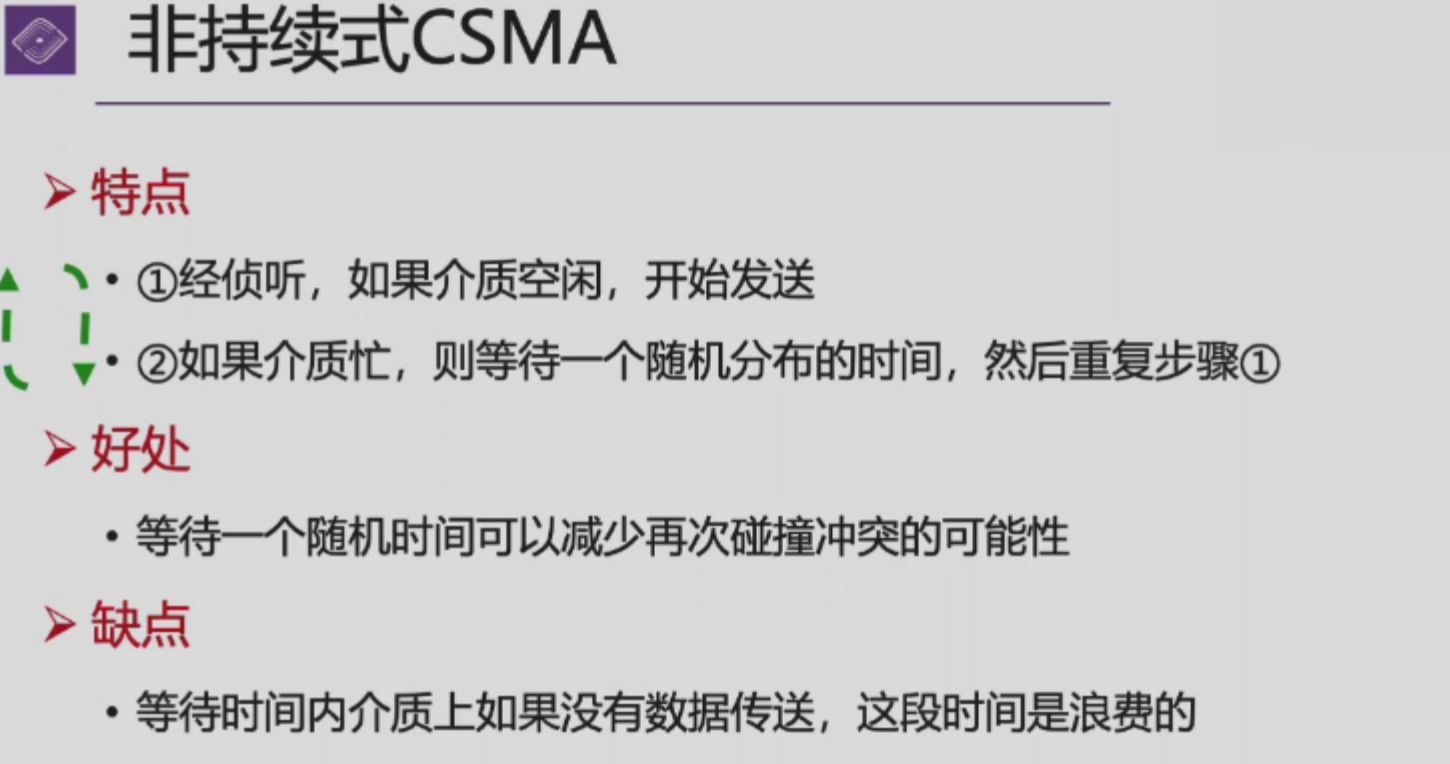 非持续式CSMA
特点
①经侦听，如果介质空闲，开始发送
②如果介质忙，则等待一个随机分布的时间，然后重复步骤①
好处
等待一个随机时间可以减少再次碰撞冲突的可能性
缺点
等待时间内介质上如果没有数据传送，这段时间是浪费的